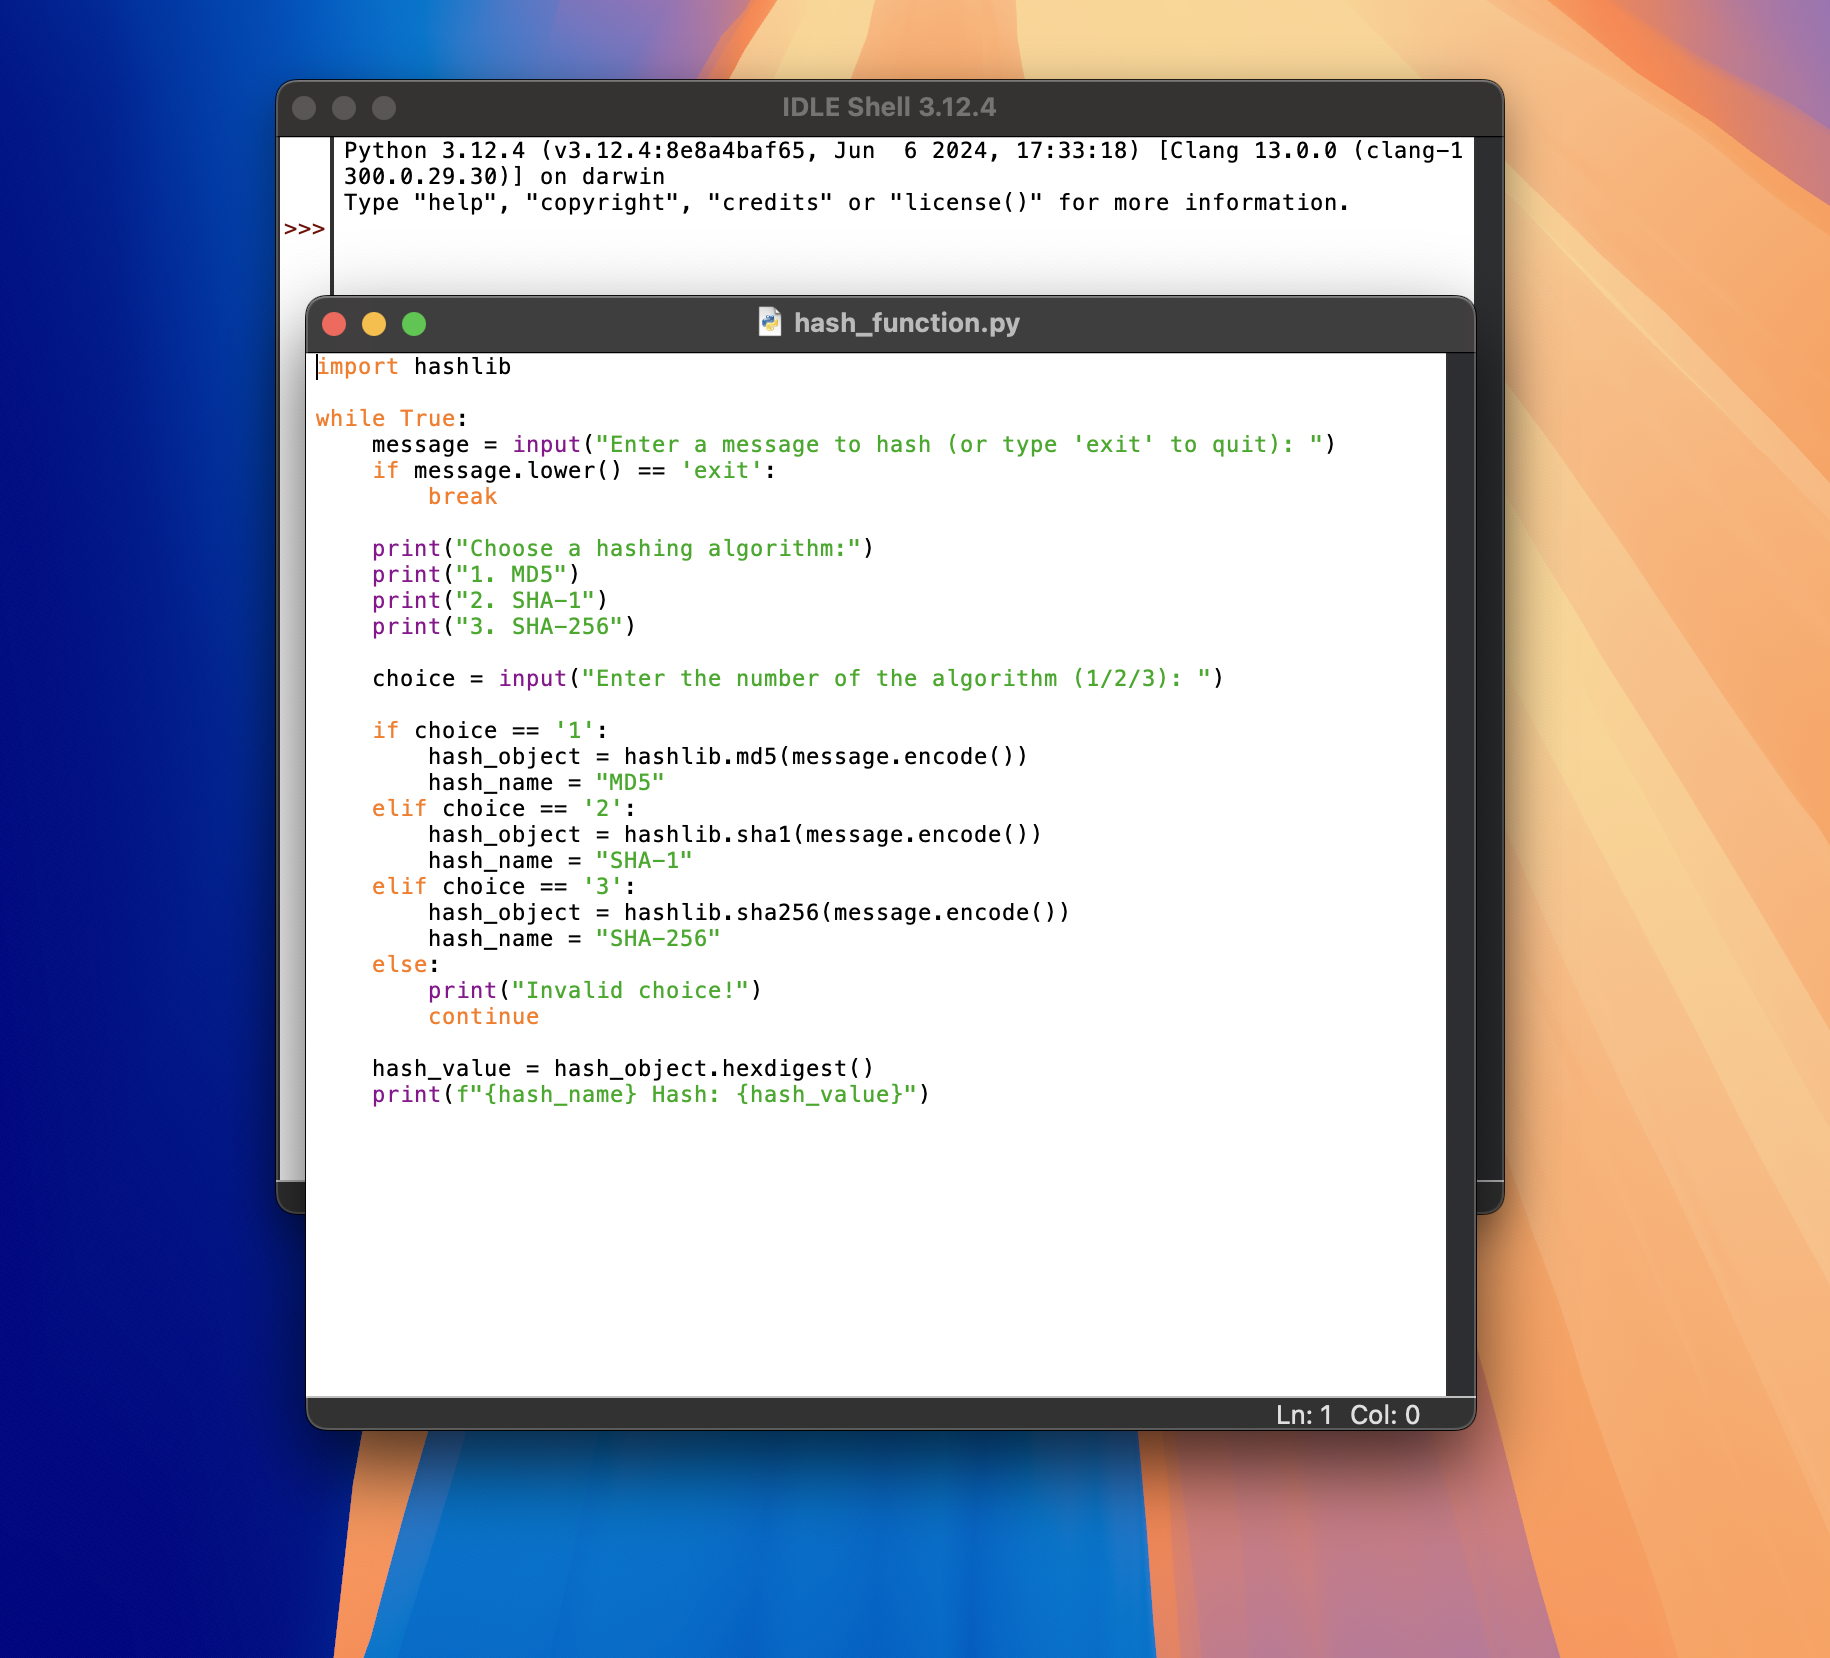 IDLE Shell 3.12.4
Python 3.12.4 (v3.12.4:8e8a4baf65, Jun  6 2024, 17:33:18) [Clang 13.0.0 (clang-1
300.0.29.30)] on darwin
Type "help", "copyright", "credits" or "license()" for more information.
>>>
hash_function.py
import hashlib

while True:
    message = input("Enter a message to hash (or type 'exit' to quit): ")
    if message.lower() == 'exit':
        break

    print("Choose a hashing algorithm:")
    print("1. MD5")
    print("2. SHA-1")
    print("3. SHA-256")

    choice = input("Enter the number of the algorithm (1/2/3): ")

    if choice == '1':
        hash_object = hashlib.md5(message.encode())
        hash_name = "MD5"
    elif choice == '2':
        hash_object = hashlib.sha1(message.encode())
        hash_name = "SHA-1"
    elif choice == '3':
        hash_object = hashlib.sha256(message.encode())
        hash_name = "SHA-256"
    else:
        print("Invalid choice!")
        continue

    hash_value = hash_object.hexdigest()
    print(f"{hash_name} Hash: {hash_value}")
Ln: 1  Col: 0